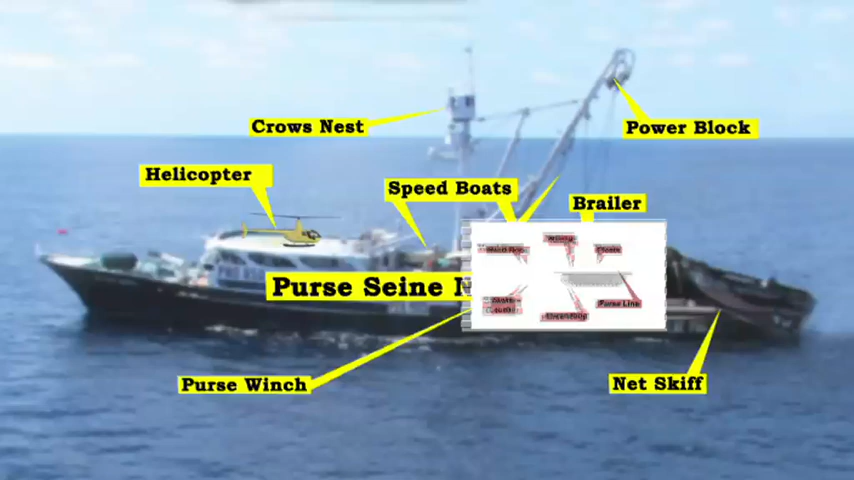 Crows Nest
Power Block
Helicopter
Speed Boats
Brailer
Purse Seine
Purse Line
Purse Winch
Net Skiff